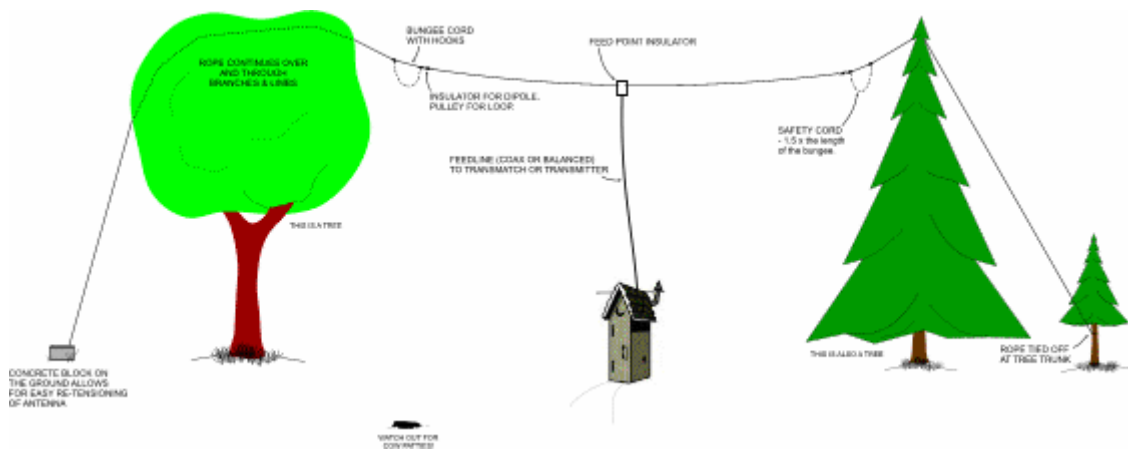 BUNGEE CORD
WITH HOOKS
FEED POINT INSULATOR
ROPE CONTINUES OVER
AND THROUGH
BRANCHES & LIMBS
INSULATOR FOR DIPOLE,
PULLEY FOR LOOP.
SAFETY CORD
- 1.5 x the length
of the bungee.
FEEDLINE (COAX OR BALANCED)
TO TRANSMATCH OR TRANSMITTER
THIS IS A TREE
THIS IS ALSO A TREE
ROPE TIED OFF
AT TREE TRUNK
CONCRETE BLOCK ON
THE GROUND ALLOWS
FOR EASY RE-TENSIONING
OF ANTENNA
WATCH OUT FOR
COW PATTIES!